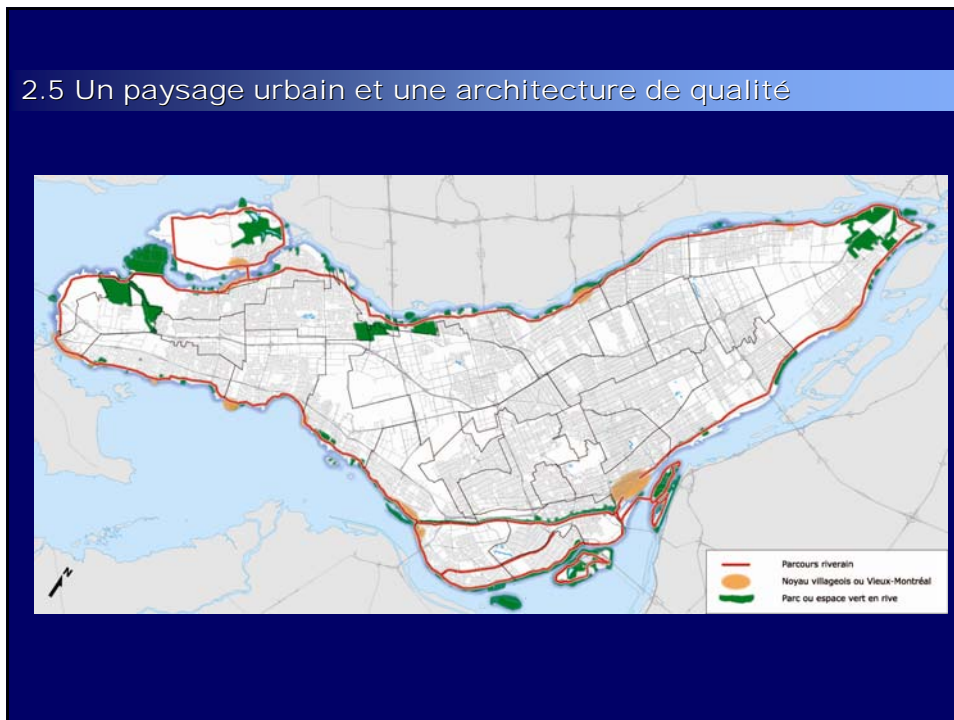 2.5 Un paysage urbain et une architecture de qualité
N
Parcours riverain
Noyau villageois ou Vieux-Montréal
Parc ou espace vert en rive